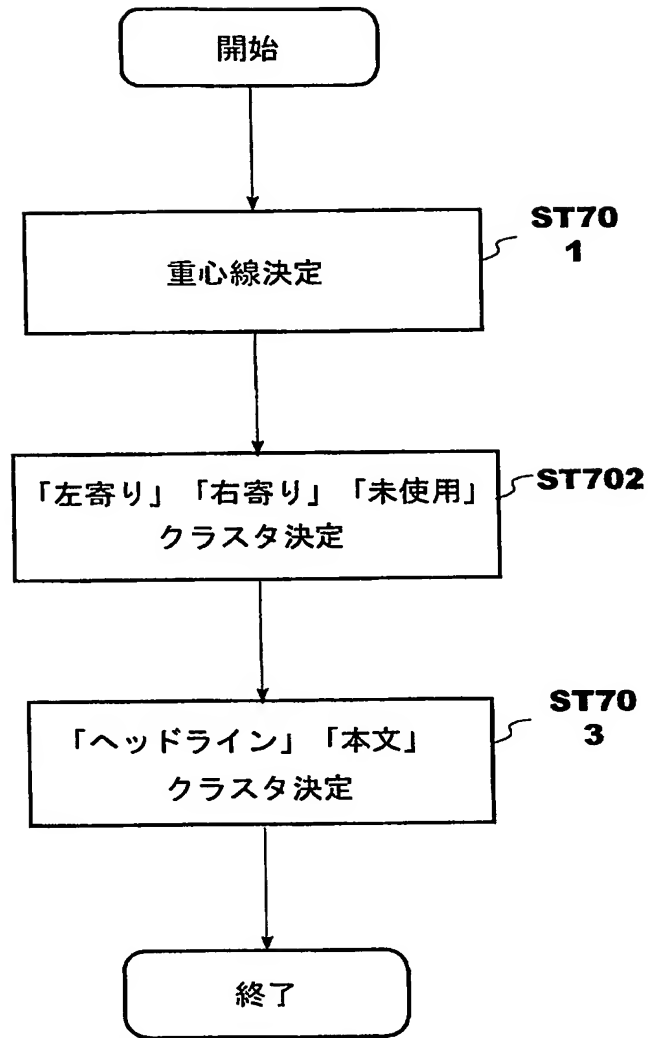 開始
ST70
1
重心線決定
「左寄り」「右寄り」「未使用」
クラスタ決定
ST702
ST70
3
「ヘッドライン」「本文」
クラスタ決定
終了